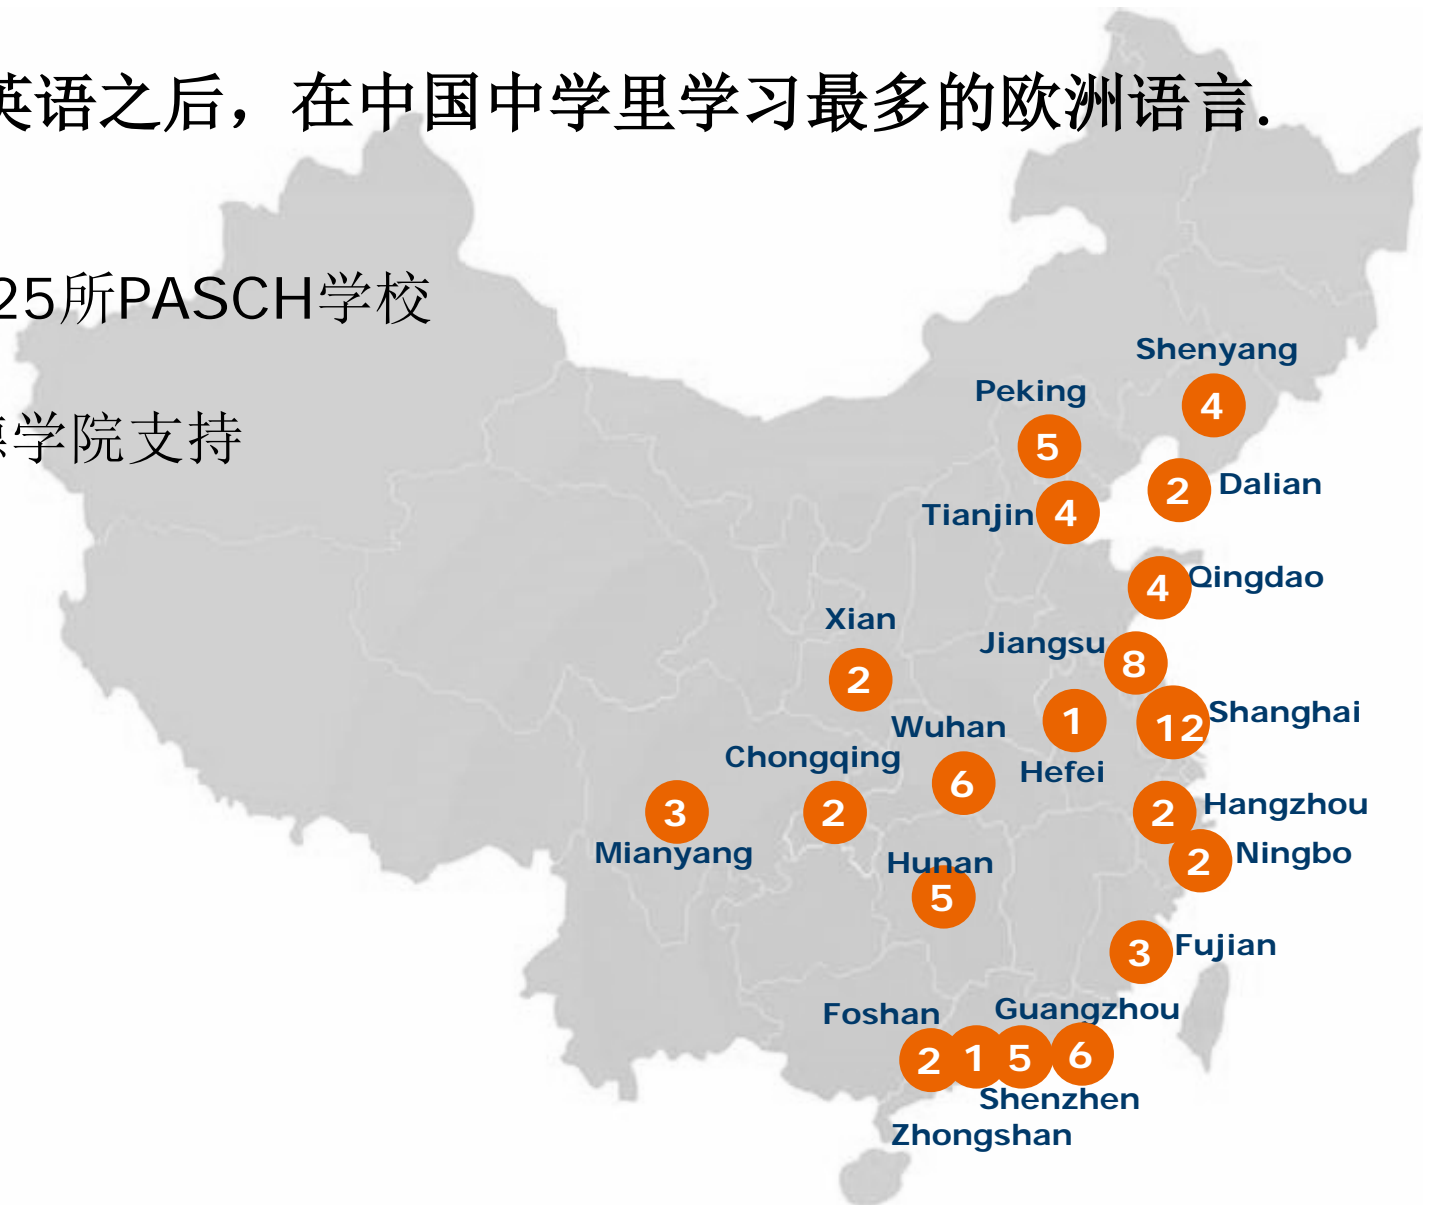 英语之后，在中国中学里学习最多的欧洲语言.
25所PASCH学校
德学院支持
Shenyang
4
Peking
5
Dalian
2
Tianjin
4
Qingdao
4
Xian
2
Jiangsu
8
Shanghai
12
1
Hefei
Wuhan
6
Chongqing
2
3
Mianyang
Hangzhou
2
Ningbo
2
Hunan
5
Fujian
3
Foshan
Guangzhou
2
1
5
6
Shenzhen
Zhongshan